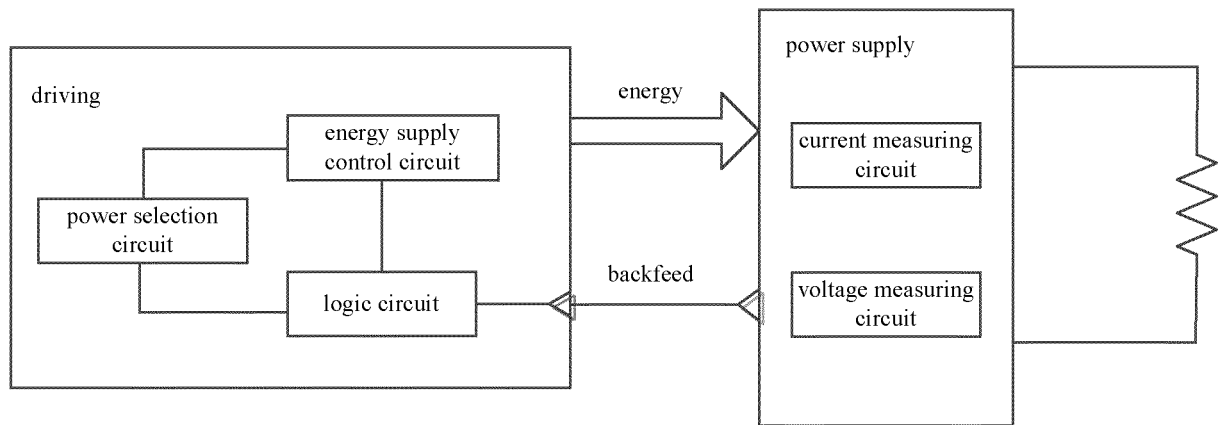 driving
energy supply
control circuit
power selection
circuit
logic circuit
energy
backfeed
power supply
current measuring
circuit
voltage measuring
circuit